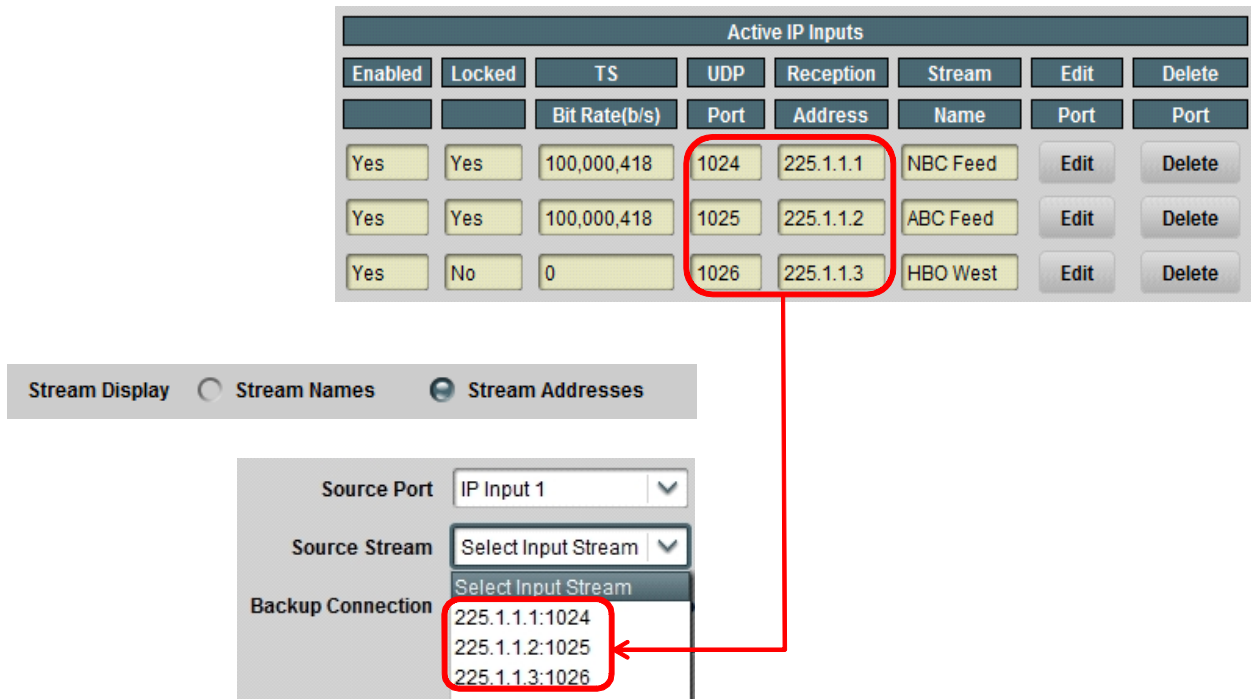 Active IP Inputs
Enabled Locked TS UDP Reception Stream Edit Delete
Bit Rate(b/s) Port Address Name Port Port
Yes Yes 100,000,418 1024 225.1.1.1 NBC Feed Edit Delete
Yes Yes 100,000,418 1025 225.1.1.2 ABC Feed Edit Delete
Yes No 0 1026 225.1.1.3 HBO West Edit Delete
Stream Display Stream Names Stream Addresses
Source Port IP Input 1
Source Stream Select Input Stream
Select Input Stream
Backup Connection
225.1.1.1:1024
225.1.1.2:1025
225.1.1.3:1026